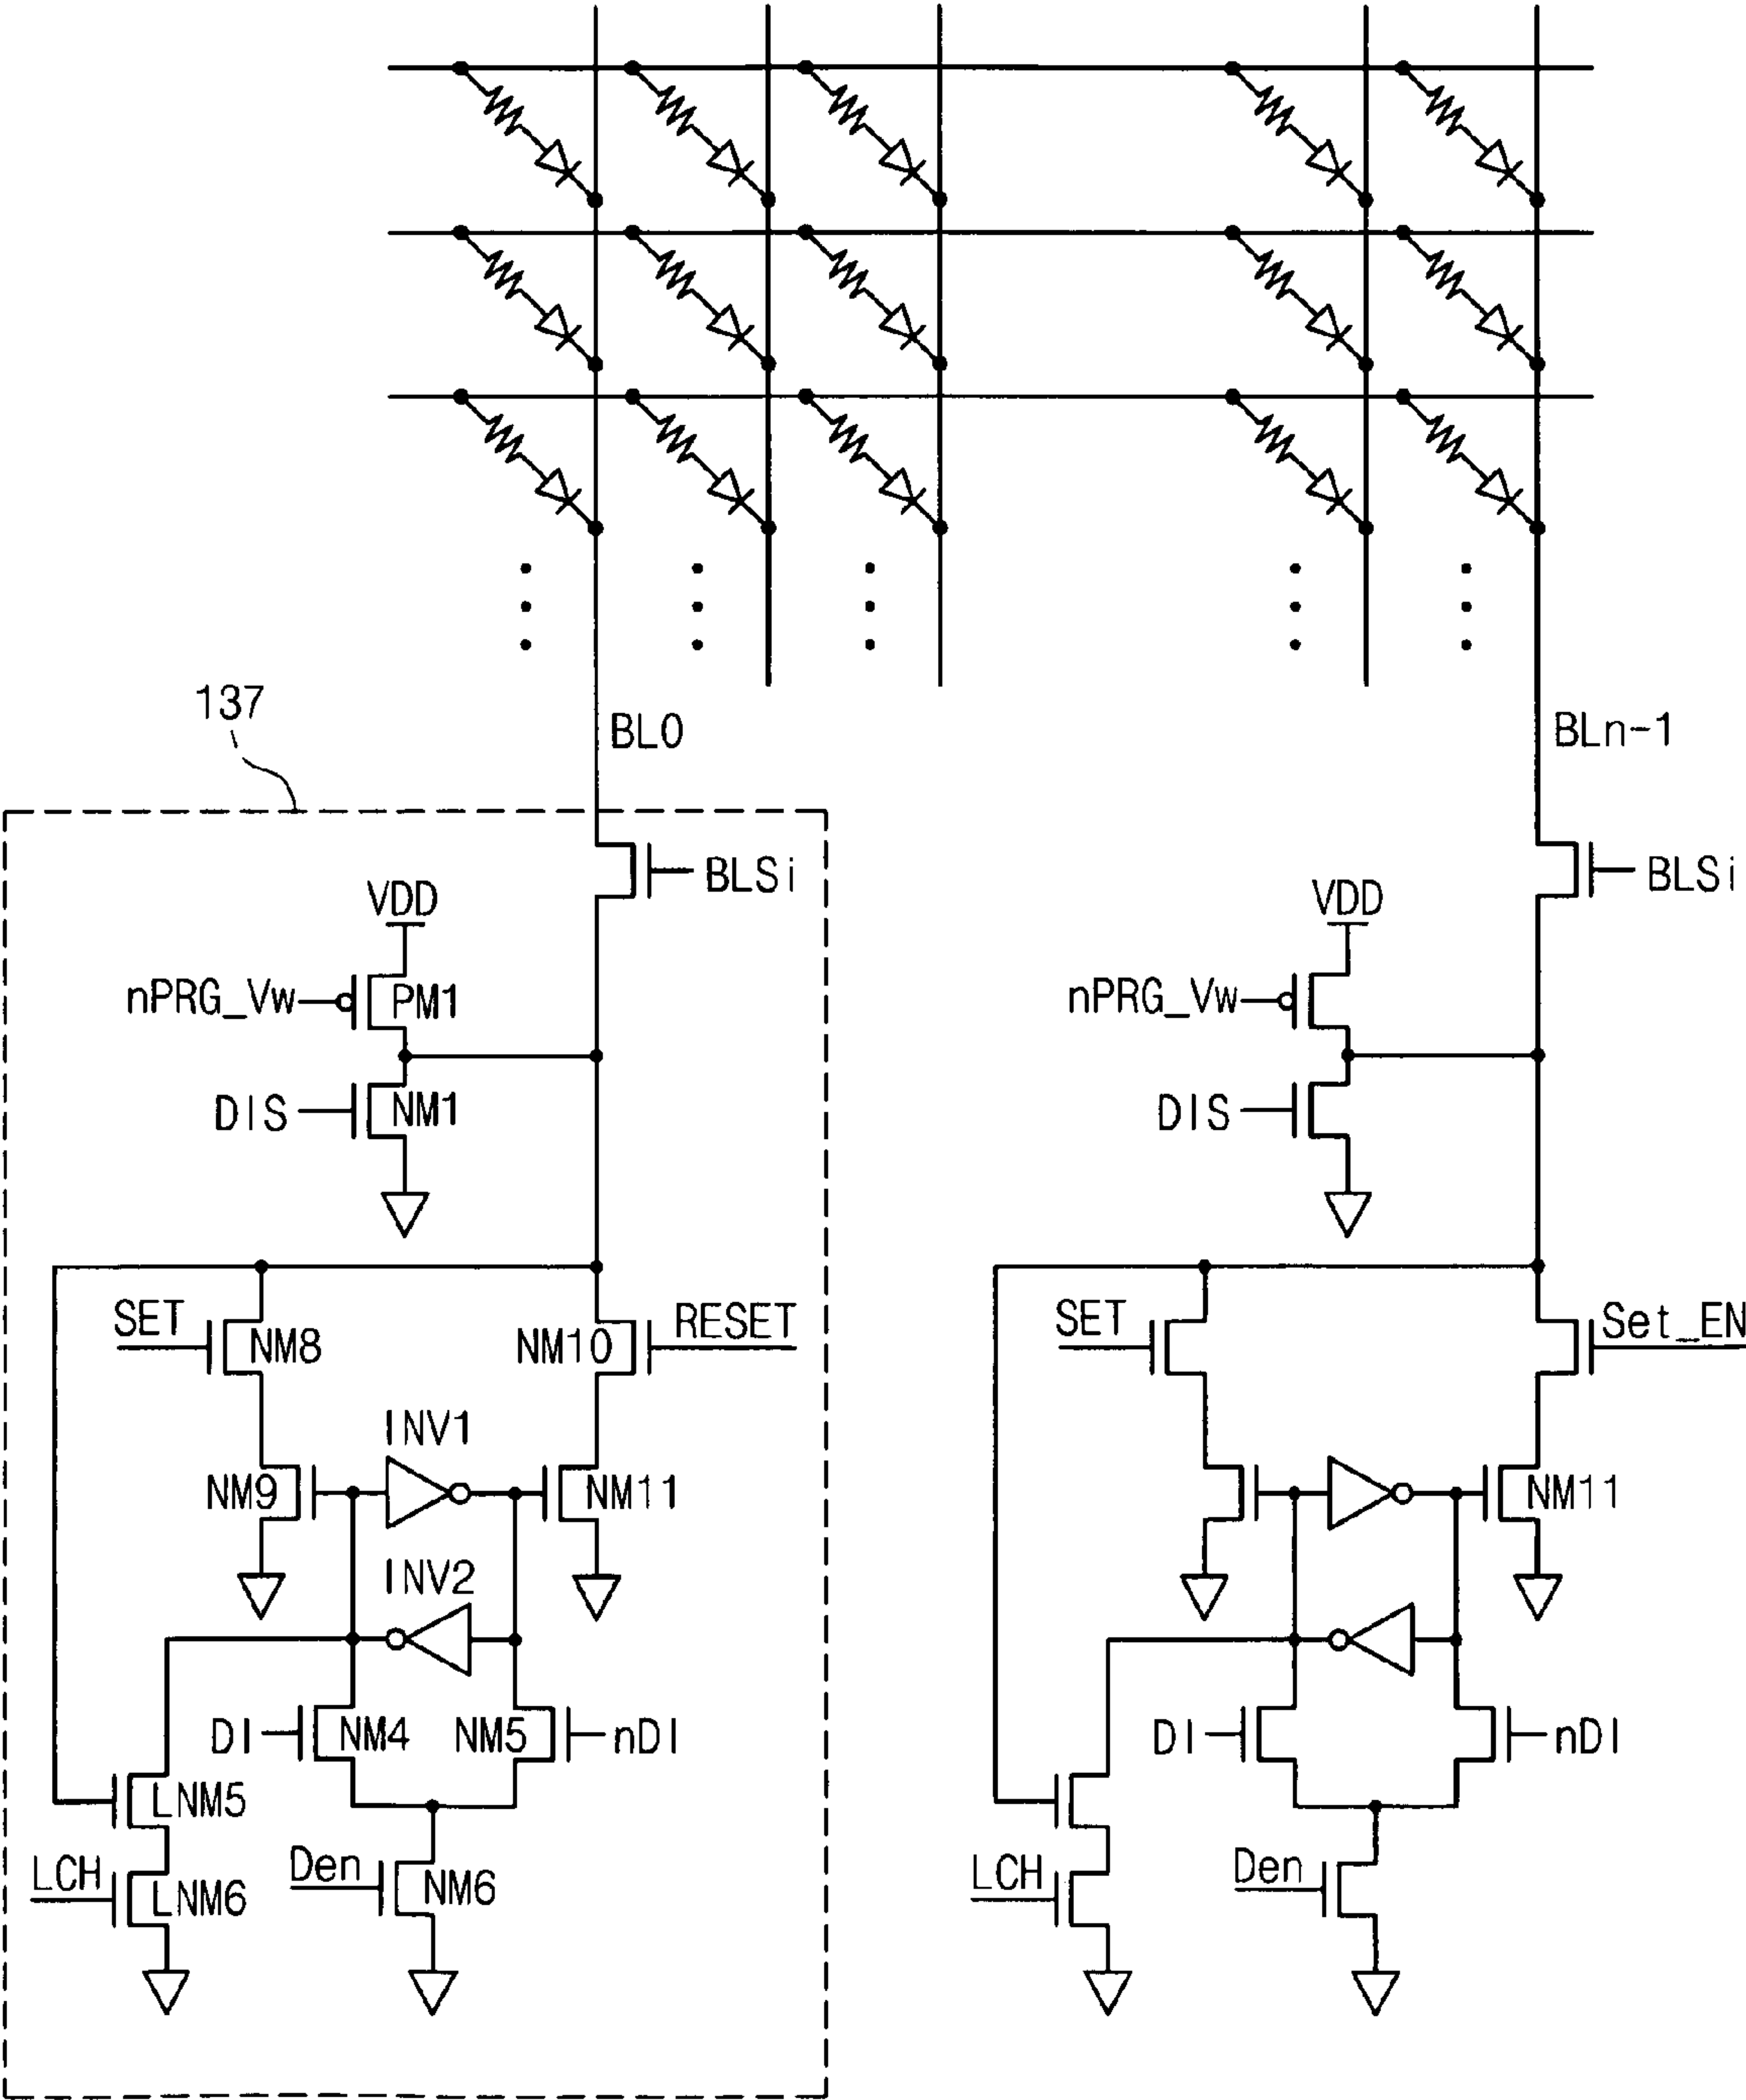 137
BL0
BLn-1
BLSi
BLSi
VDD
VDD
nPRG_Vw
PM1
nPRG_Vw
DIS
NM1
DIS
SET
NM8
NM10
RESET
SET
Set_EN
INV1
NM9
NM11
NM11
INV2
DI
NM4
NM5
nDI
DI
nDI
LNM5
LCH
LNM6
Den
NM6
LCH
Den